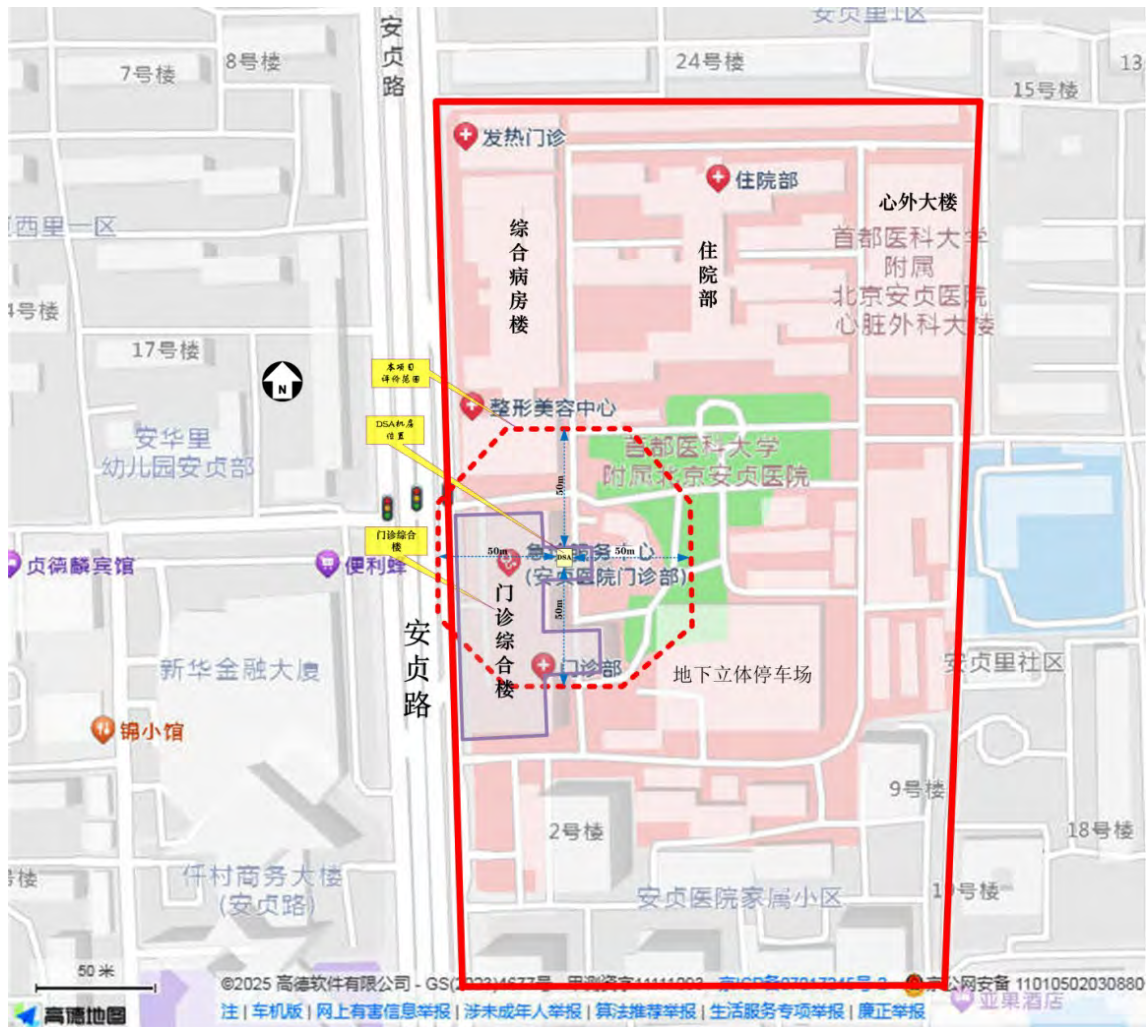 安贞里1区
安贞路
7号楼
8号楼
24号楼
13
15号楼
发热门诊
住院部
心外大楼
西里一区
综合病房楼
住院部
首都医科大学
附属
北京安贞医院
心脏外科大楼
4号楼
17号楼
N
本项目
评价范围
整形美容中心
DSA机房
位置
安华里
幼儿园安贞部
首都医科大学
附属北京安贞医院
50m
门诊综合
楼
50m
DSA
50m
(安贞医院门诊部)
贞德麟宾馆
便利蜂
50m
门诊综合楼
安贞路
门诊部
新华金融大厦
地下立体停车场
安贞里社区
锦小馆
9号楼
2号楼
18号楼
号楼
仟村商务大楼
(安贞路)
安贞医院家属小区
号楼
50 米
©2025 高德软件有限公司 - GS(
公网安备 11010502030880
高德地图
注 | 车机版 | 网上有害信息举报 | 涉未成年人举报 | 算法推荐举报 | 生活服务专项举报 | 廉正举报
亚果酒店